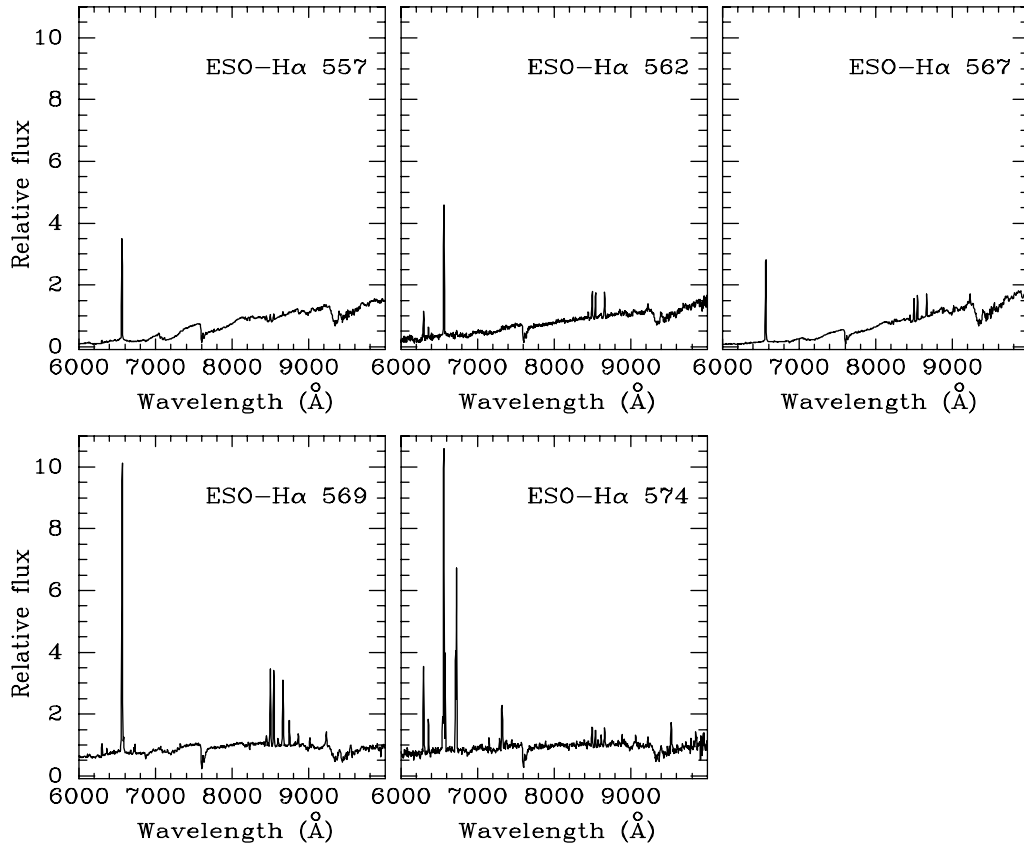 ESO−Hα 557
ESO−Hα 562
ESO−Hα 567
10
8
6
4
2
0
Relative flux
6000 7000 8000 9000 6000 7000 8000 9000 6000 7000 8000 9000
Wavelength (Å) Wavelength (Å) Wavelength (Å)
ESO−Hα 569
ESO−Hα 574
10
8
6
4
2
0
Relative flux
6000 7000 8000 9000 6000 7000 8000 9000
Wavelength (Å) Wavelength (Å)